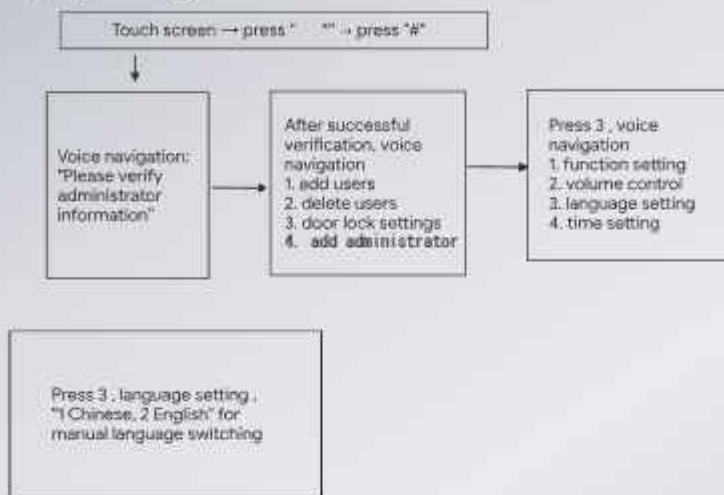 Touch screen → press " *" → press "#"
Voice navigation:
"Please verify
administrator
information"
After successful
verification, voice
navigation
1. add users
2. delete users
3. door lock settings
4. add administrator
Press 3 , voice
navigation
1. function setting
2. volume control
3. language setting
4. time setting
Press 3 , language setting ,
"1 Chinese, 2 English" for
manual language switching